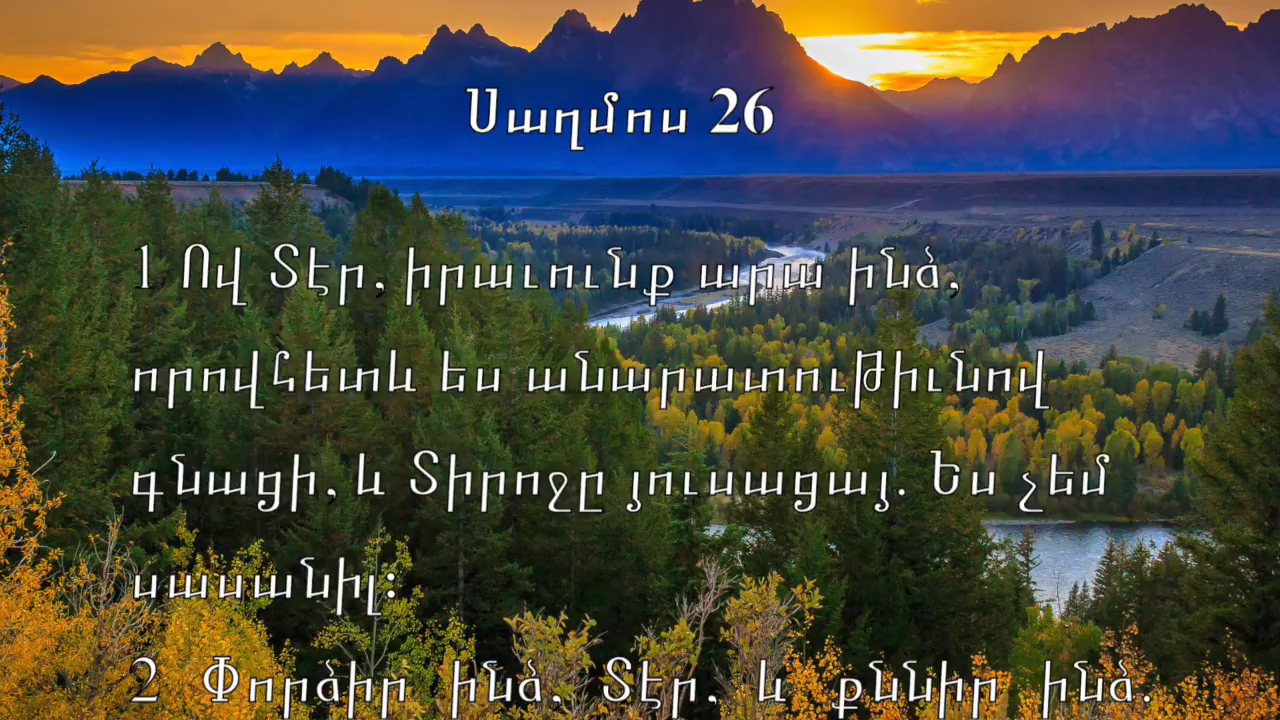 Սաղմոս 26
1 Ով Տէր, իրաւունք արա ինձ,
որովհետև ես անարատութիւնով
գնացի, և Տիրոջը յուսացայ. Ես չեմ
սասանիլ:
2 Փորձիր ինձ, Տէր, և քննիր ինձ.